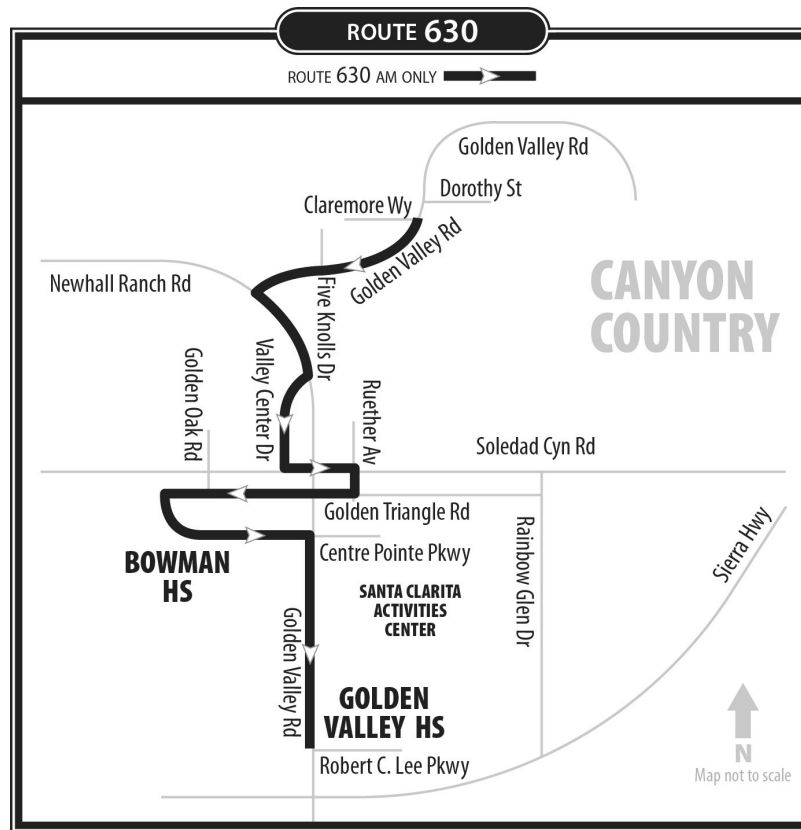 ROUTE 630
ROUTE 630 AM ONLY
Golden Valley Rd
Dorothy St
Claremore Wy
Golden Valley Rd
Newhall Ranch Rd
Five Knolls Dr
CANYON
COUNTRY
Valley Center Dr
Golden Oak Rd
Ruether Av
Soledad Cyn Rd
Golden Triangle Rd
Rainbow Glen Dr
Sierra Hwy
Centre Pointe Pkwy
BOWMAN
HS
SANTA CLARITA
ACTIVITIES
CENTER
Golden Valley Rd
GOLDEN
VALLEY HS
Robert C. Lee Pkwy
N
Map not to scale